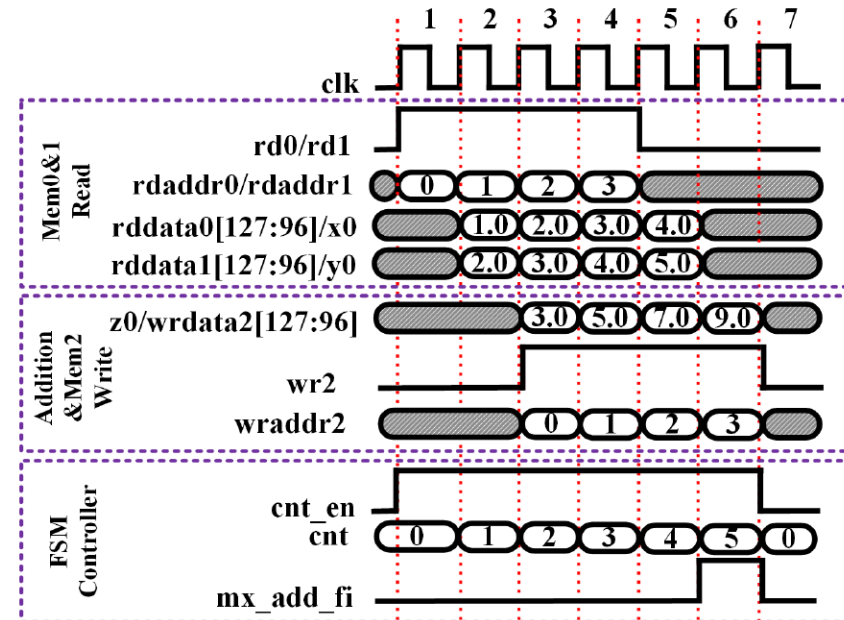 1 2 3 4 5 6 7
clk
Mem0&1
Read
rd0/rd1
rdaddr0/rdaddr1 0 1 2 3
rddata0[127:96]/x0 1.0 2.0 3.0 4.0
rddata1[127:96]/y0 2.0 3.0 4.0 5.0
Addition
&Mem2
Write
z0/wrdata2[127:96] 3.0 5.0 7.0 9.0
wr2
wraddr2 0 1 2 3
FSM
Controller
cnt_en
cnt 0 1 2 3 4 5 0
mx_add_fi